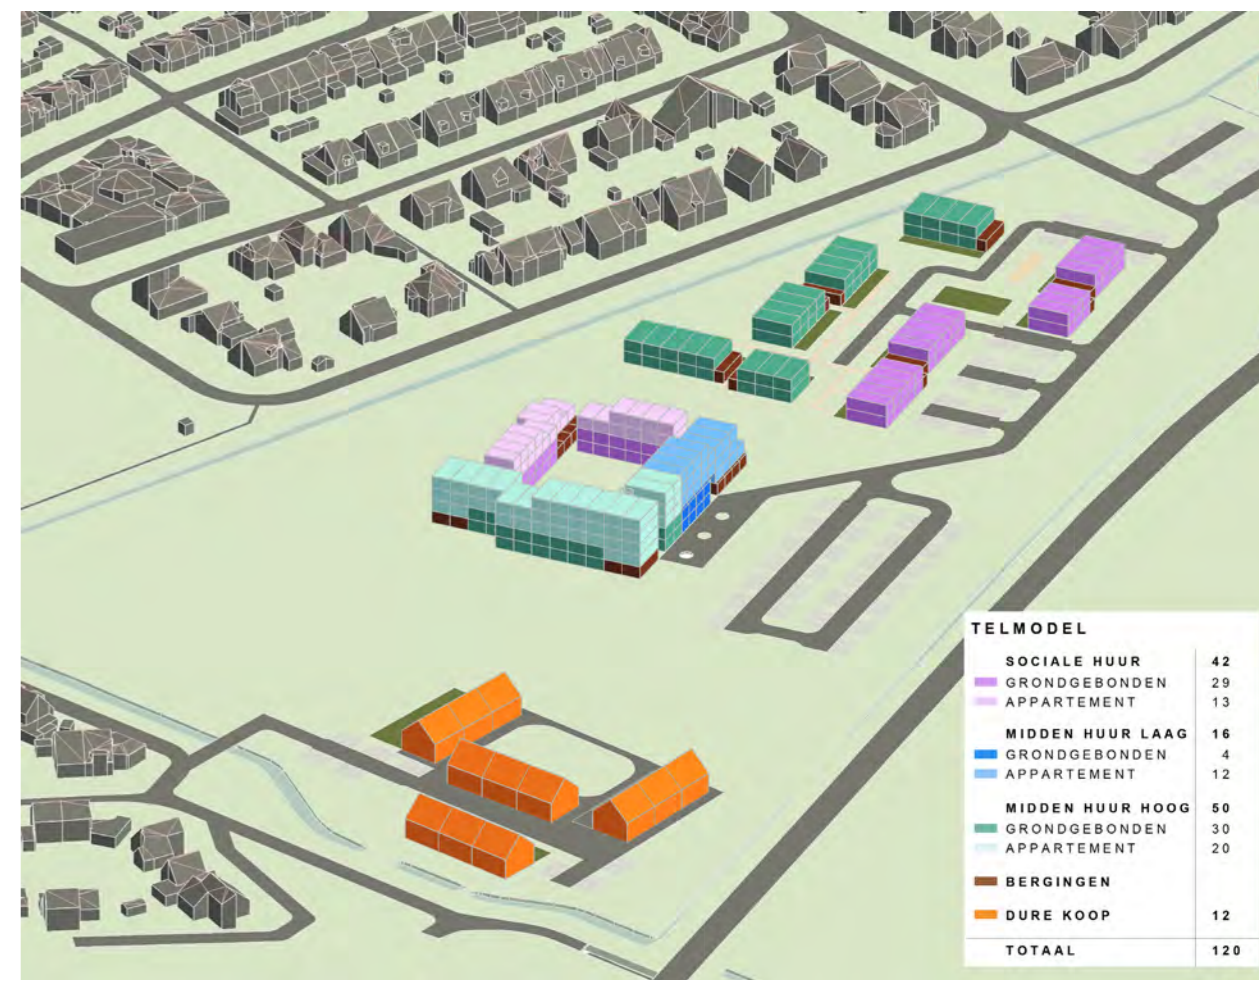 TELMODEL
SOCIALE HUUR 42
GRONDGEBONDEN 29
APPARTEMENT 13
MIDDEN HUUR LAAG 16
GRONDGEBONDEN 4
APPARTEMENT 12
MIDDEN HUUR HOOG 50
GRONDGEBONDEN 30
APPARTEMENT 20
BERGINGEN
DURE KOOP 12
TOTAAL 120